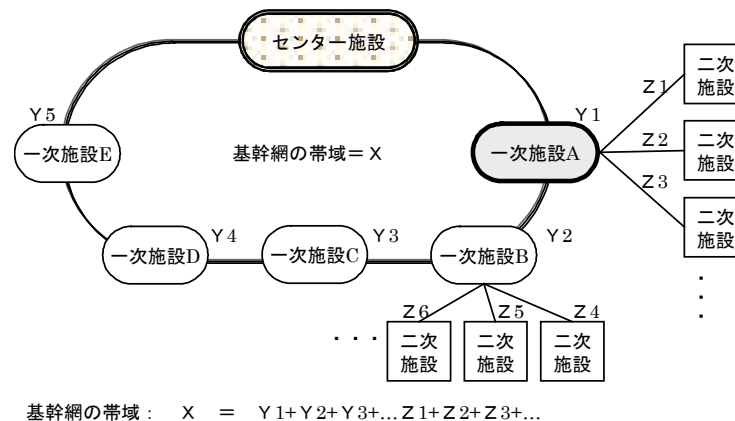 センター施設
Y5
Y1
一次施設E
基幹網の帯域=X
一次施設A
Z1
Z2
Z3
二次
施設
二次
施設
二次
施設
・
・
・
一次施設D
Y4
一次施設C
Y3
一次施設B
Y2
・・・
Z6
Z5
Z4
二次
施設
二次
施設
二次
施設
基幹網の帯域: X = Y1+Y2+Y3+…Z1+Z2+Z3+…